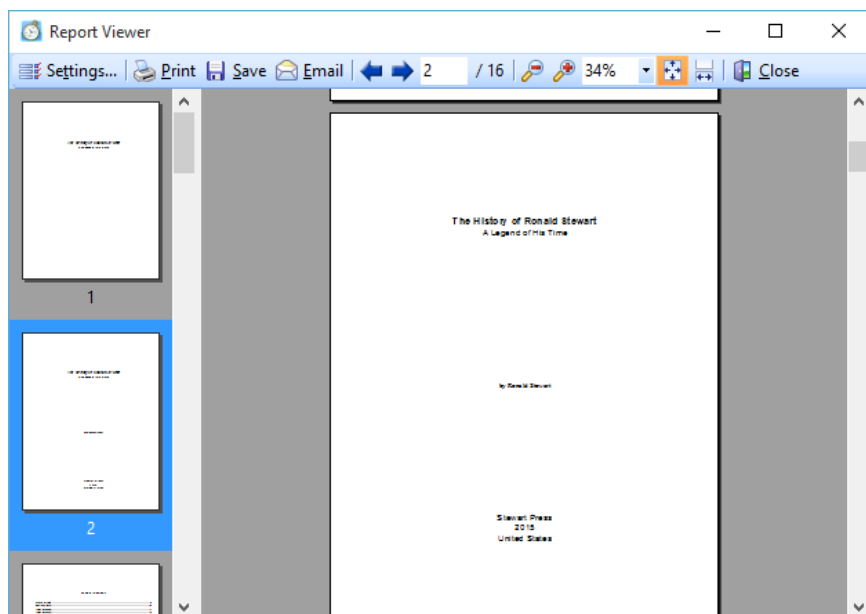 Report Viewer
Settings... Print Save Email 2 / 16 34% Close
1
2
The History of Ronald Stewart
A Legend of His Time
by Ronald Stewart
Stewart Press
2015
United States